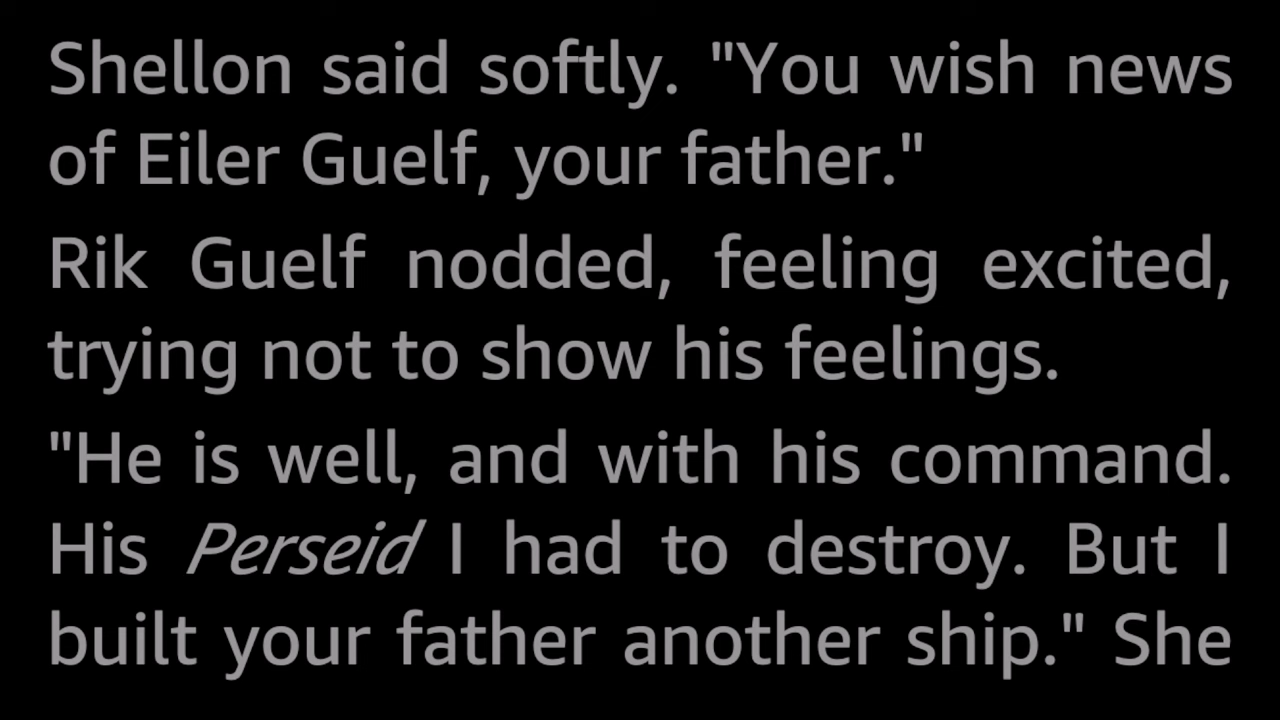 Shellon said softly. "You wish news
of Eiler Guelf, your father."
Rik Guelf nodded, feeling excited,
trying not to show his feelings.
"He is well, and with his command.
His Perseid I had to destroy. But I
built your father another ship." She